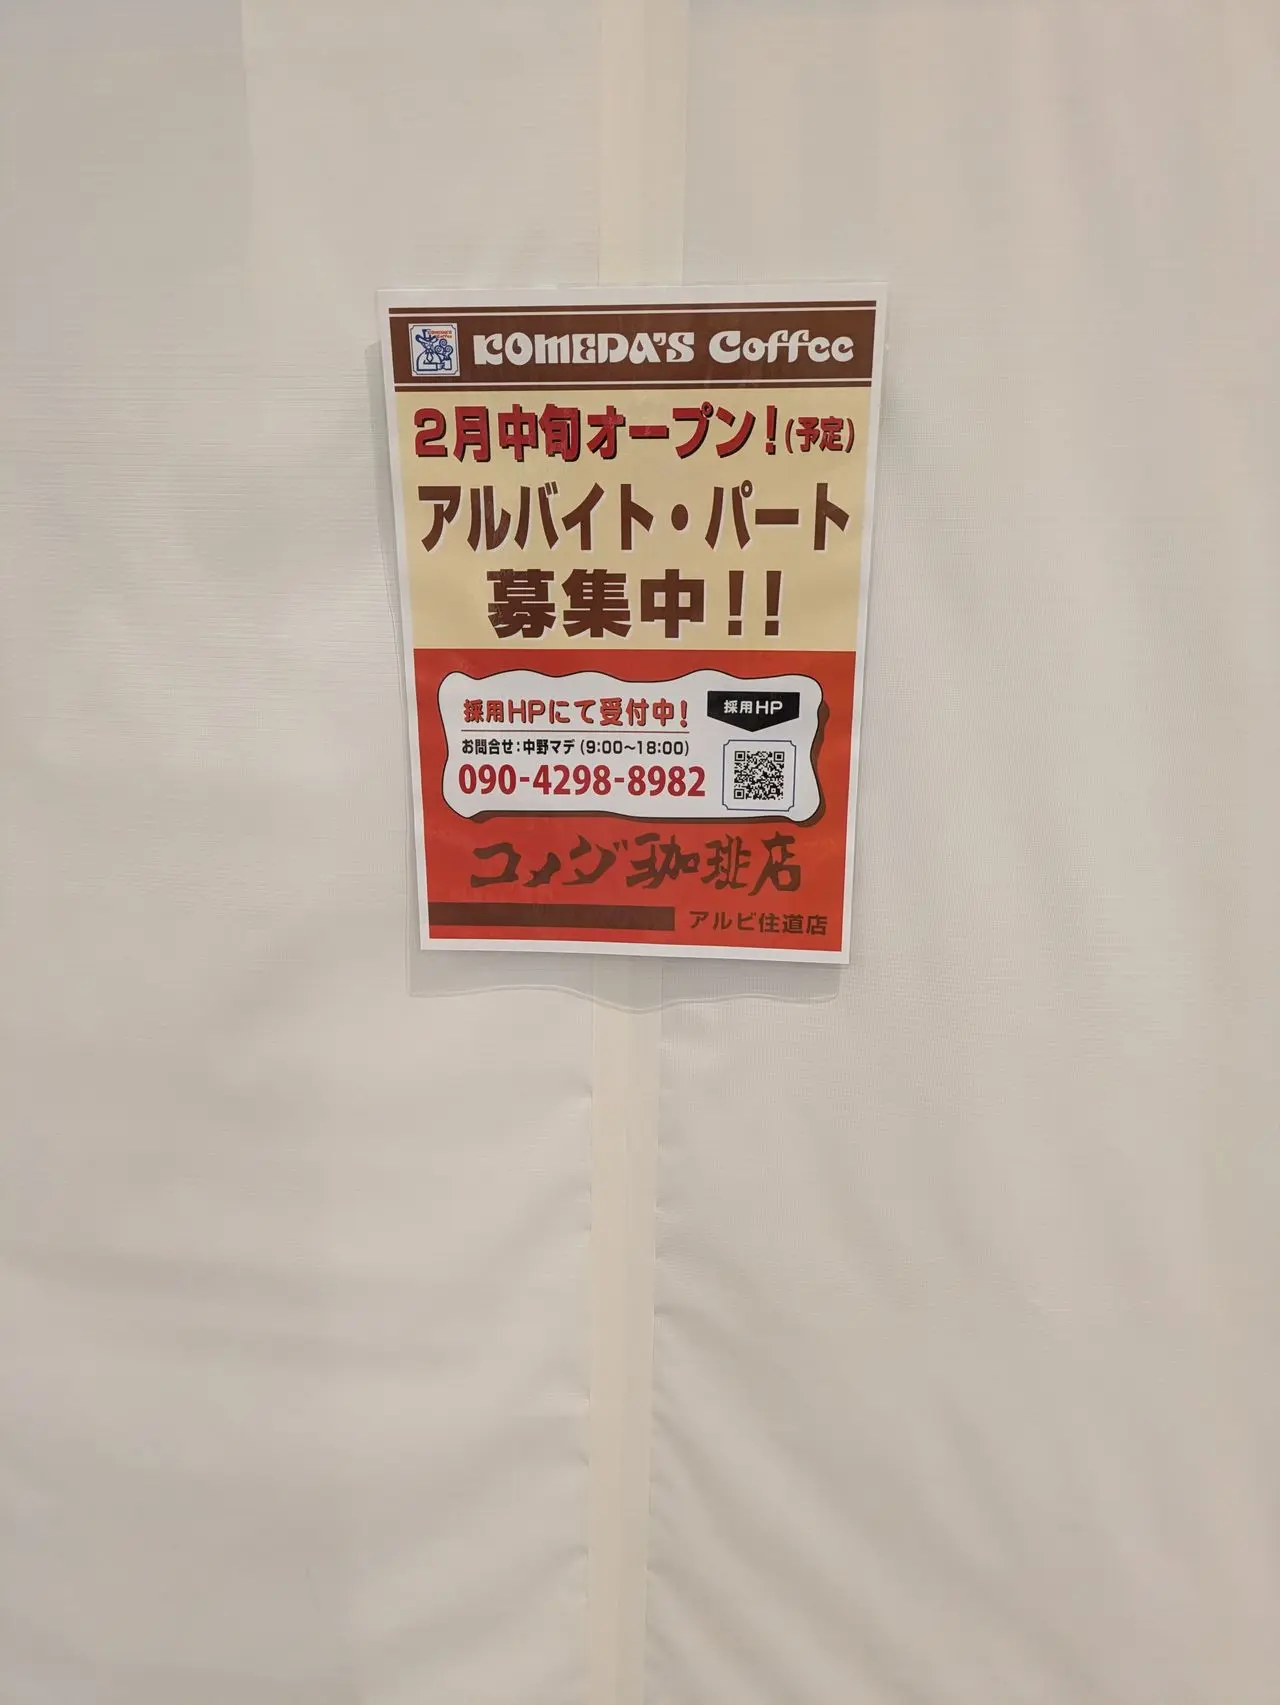 KOMEDA'S Coffee
2月中旬オープン!(予定)
アルバイト・パート
募集中!!
採用HPにて受付中!
採用HP
お問合せ:中野マデ(9:00〜18:00)
090-4298-8982
コメダ珈琲店
アルビ住道店